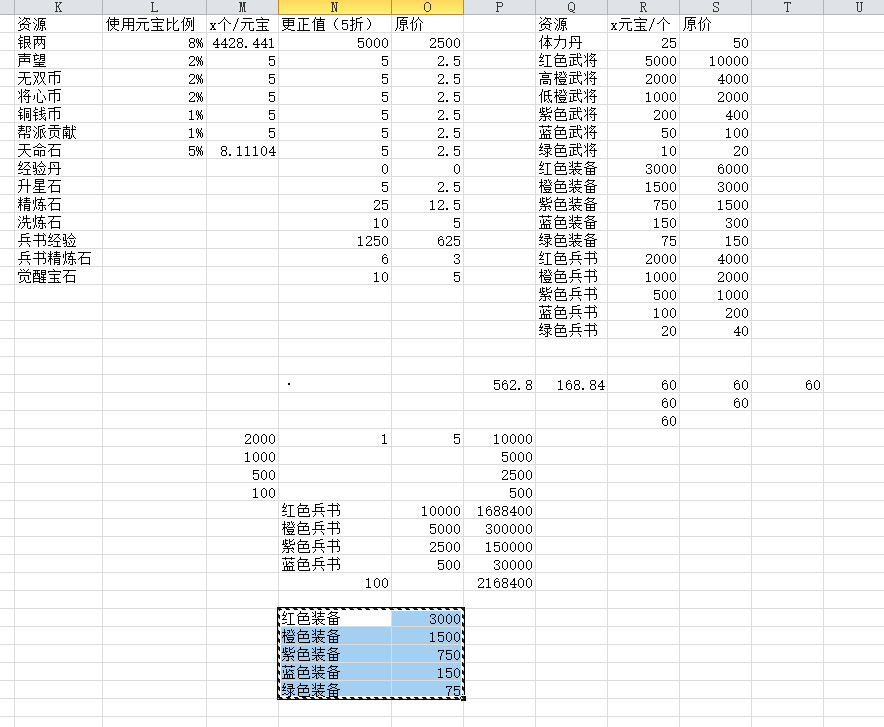 K L M N O P Q R S T U
资源 使用元宝比例 x个/元宝 更正值（5折） 原价 资源 x元宝/个 原价
银两 8% 4428.441 5000 2500 体力丹 25 50
声望 2% 5 5 2.5 红色武将 5000 10000
无双币 2% 5 5 2.5 高橙武将 2000 4000
将心币 2% 5 5 2.5 低橙武将 1000 2000
铜钱币 1% 5 5 2.5 紫色武将 200 400
帮派贡献 1% 5 5 2.5 蓝色武将 50 100
天命石 5% 8.11104 5 2.5 绿色武将 10 20
经验丹 0 0 红色装备 3000 6000
升星石 5 2.5 橙色装备 1500 3000
精炼石 25 12.5 紫色装备 750 1500
洗炼石 10 5 蓝色装备 150 300
兵书经验 1250 625 绿色装备 75 150
兵书精炼石 6 3 红色兵书 2000 4000
觉醒宝石 10 5 橙色兵书 1000 2000
紫色兵书 500 1000
蓝色兵书 100 200
绿色兵书 20 40
· 562.8 168.84 60 60 60
60 60
60
2000 1 5 10000
1000 5000
500 2500
100 500
红色兵书 10000 1688400
橙色兵书 5000 300000
紫色兵书 2500 150000
蓝色兵书 500 30000
100 2168400
红色装备 3000
橙色装备 1500
紫色装备 750
蓝色装备 150
绿色装备 75